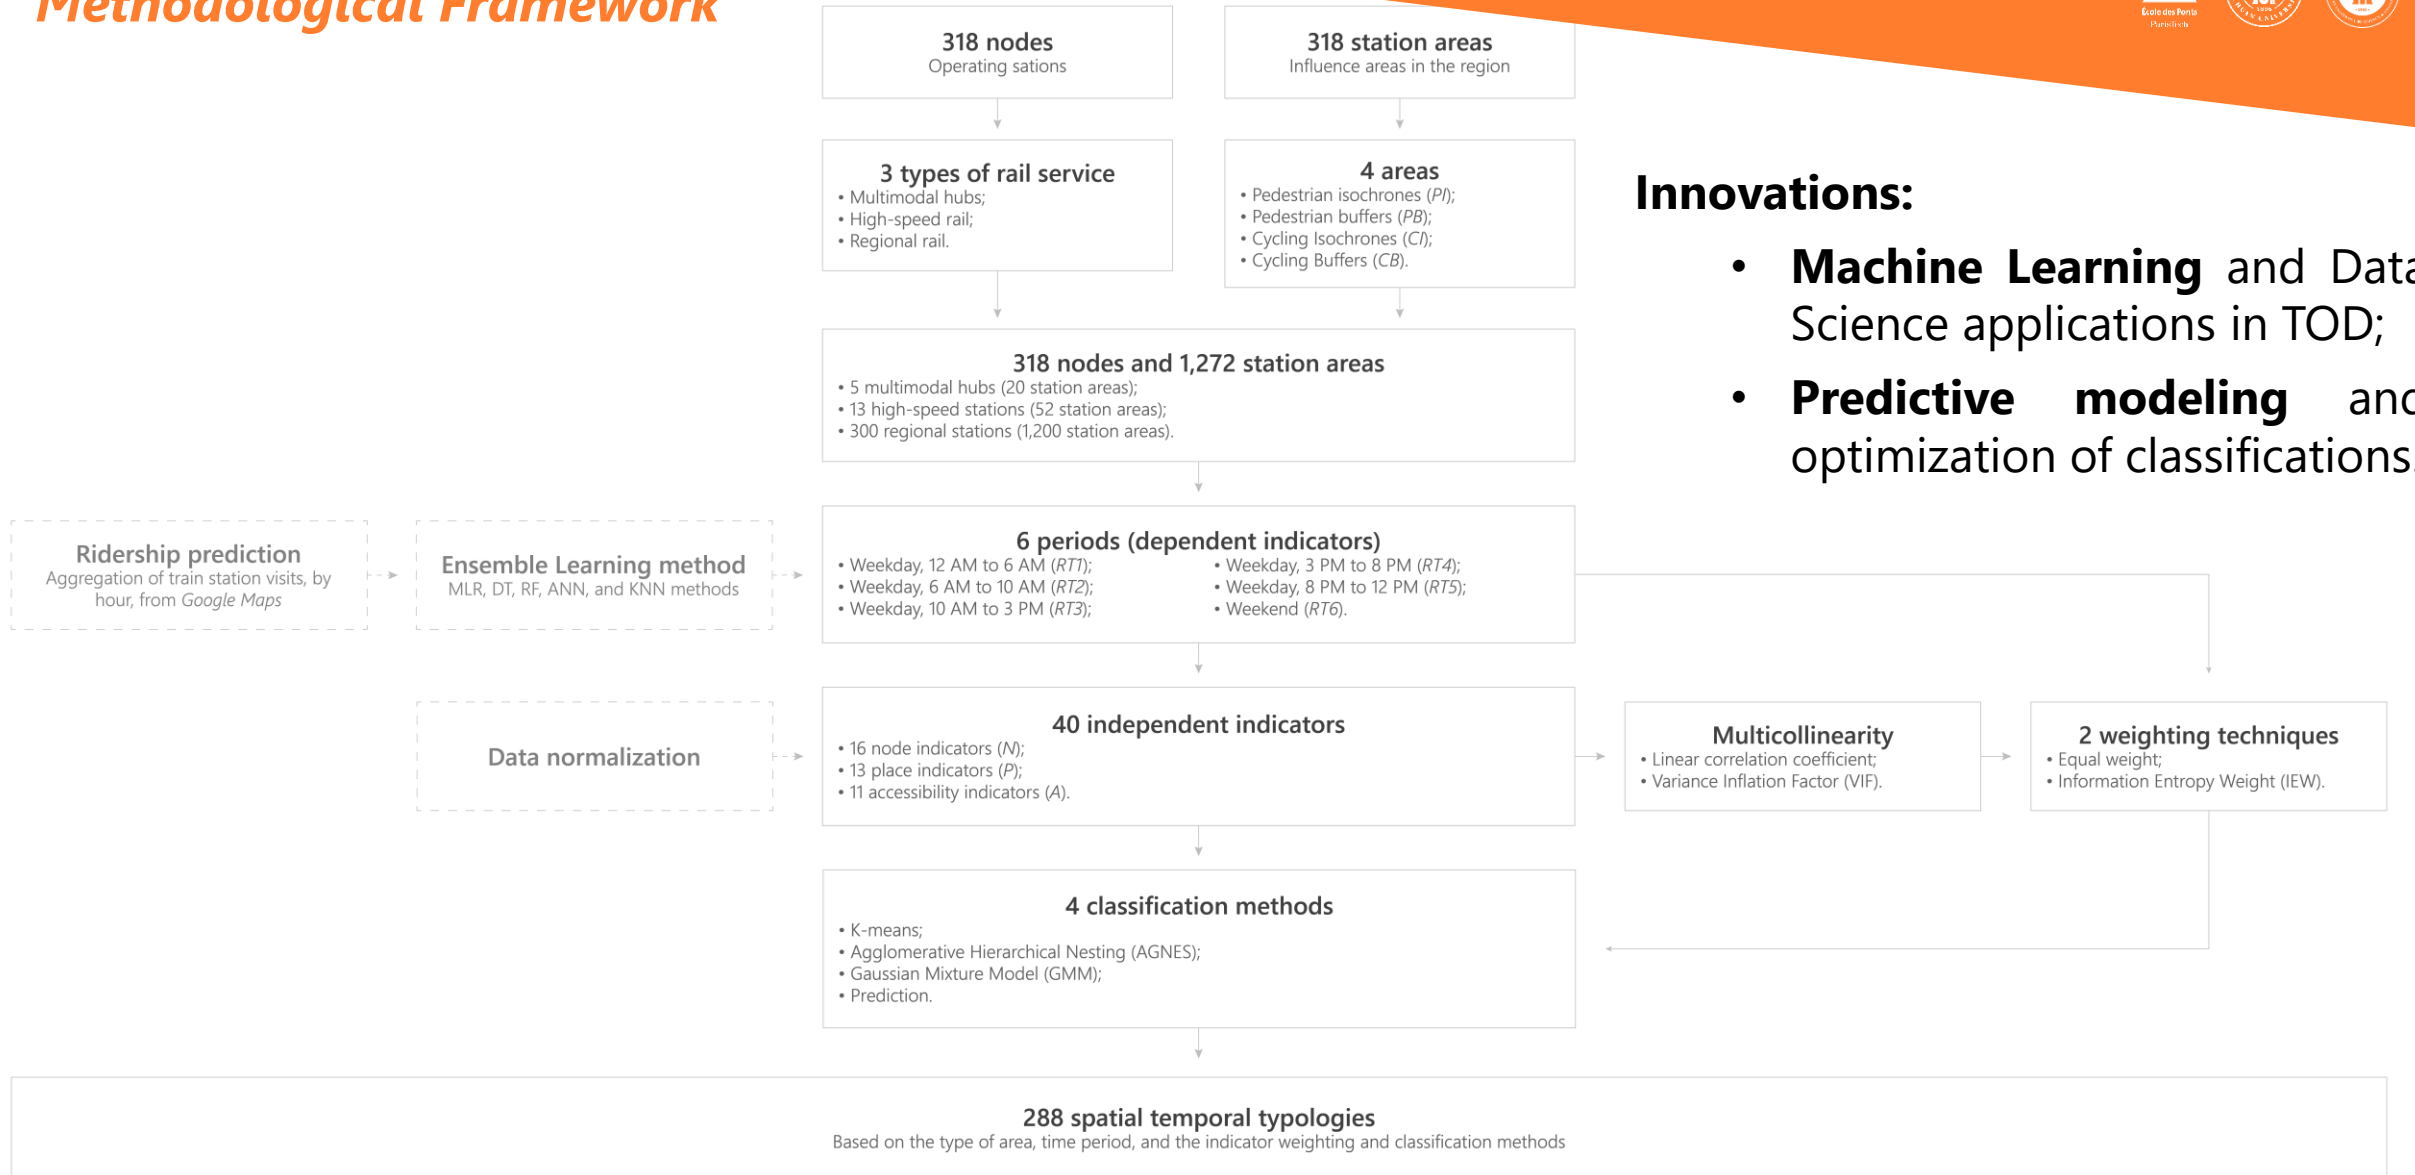 Methodological Framework
École des Ponts
ParisTech
318 nodes
Operating sations
318 station areas
Influence areas in the region
3 types of rail service
• Multimodal hubs;
• High-speed rail;
• Regional rail.
4 areas
• Pedestrian isochrones (PI);
• Pedestrian buffers (PB);
• Cycling Isochrones (CI);
• Cycling Buffers (CB).
Innovations:
• Machine Learning and Data
Science applications in TOD;
• Predictive modeling and
optimization of classifications.
318 nodes and 1,272 station areas
• 5 multimodal hubs (20 station areas);
• 13 high-speed stations (52 station areas);
• 300 regional stations (1,200 station areas).
Ridership prediction
Aggregation of train station visits, by
hour, from Google Maps
Ensemble Learning method
MLR, DT, RF, ANN, and KNN methods
6 periods (dependent indicators)
• Weekday, 12 AM to 6 AM (RT1);
• Weekday, 6 AM to 10 AM (RT2);
• Weekday, 10 AM to 3 PM (RT3);
• Weekday, 3 PM to 8 PM (RT4);
• Weekday, 8 PM to 12 PM (RT5);
• Weekend (RT6).
Data normalization
40 independent indicators
• 16 node indicators (N);
• 13 place indicators (P);
• 11 accessibility indicators (A).
Multicollinearity
• Linear correlation coefficient;
• Variance Inflation Factor (VIF).
2 weighting techniques
• Equal weight;
• Information Entropy Weight (IEW).
4 classification methods
• K-means;
• Agglomerative Hierarchical Nesting (AGNES);
• Gaussian Mixture Model (GMM);
• Prediction.
288 spatial temporal typologies
Based on the type of area, time period, and the indicator weighting and classification methods